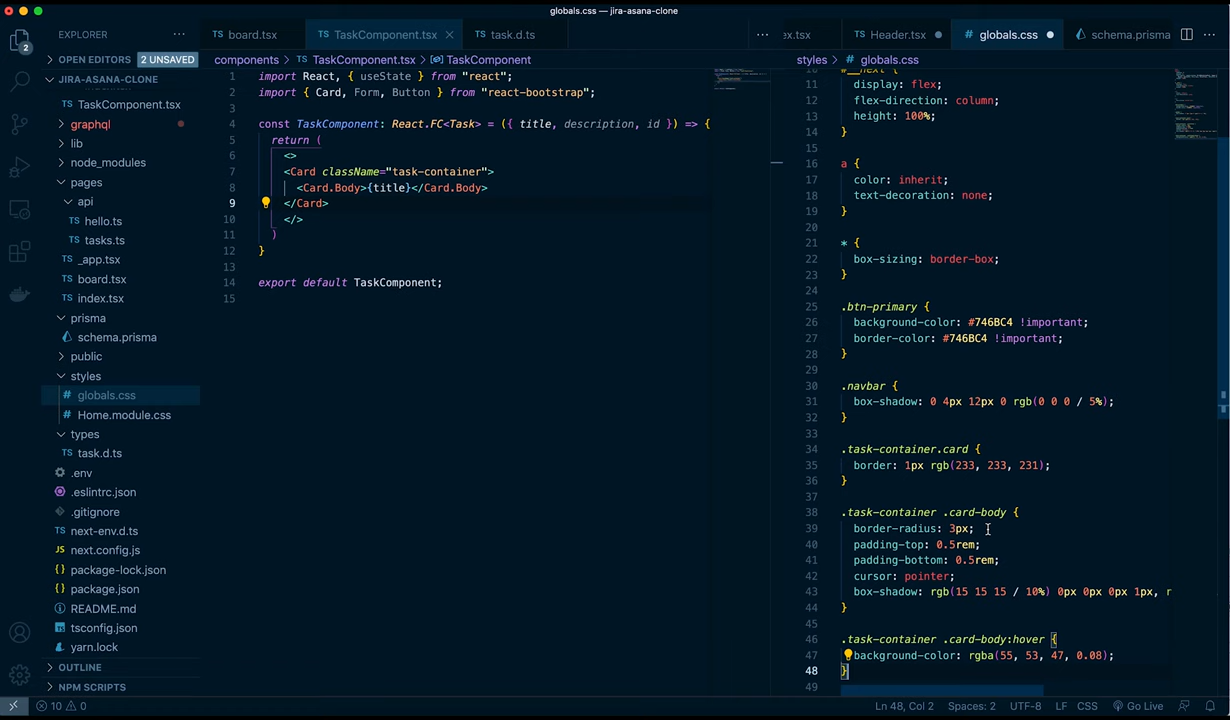 globals.css — jira-asana-clone
EXPLORER
board.tsx
TaskComponent.tsx
task.d.ts
ex.tsx
Header.tsx
globals.css
schema.prisma
2
OPEN EDITORS 2 UNSAVED
JIRA-ASANA-CLONE
TaskComponent.tsx
graphql
lib
node_modules
pages
api
hello.ts
tasks.ts
_app.tsx
board.tsx
index.tsx
prisma
schema.prisma
public
styles
globals.css
Home.module.css
types
task.d.ts
.env
.eslintrc.json
.gitignore
next-env.d.ts
next.config.js
package-lock.json
package.json
README.md
tsconfig.json
yarn.lock
OUTLINE
NPM SCRIPTS
components > TaskComponent.tsx > TaskComponent
1 import React, { useState } from "react";
2 import { Card, Form, Button } from "react-bootstrap";
3
4 const TaskComponent: React.FC<Task> = ({ title, description, id }) => {
5 return (
6 <>
7 <Card className="task-container">
8 <Card.Body>{title}</Card.Body>
9 </Card>
10 </>
11 )
12 }
13
14 export default TaskComponent;
15
styles > globals.css
10 #__next {
11 display: flex;
12 flex-direction: column;
13 height: 100%;
14 }
15
16 a {
17 color: inherit;
18 text-decoration: none;
19 }
20
21 * {
22 box-sizing: border-box;
23 }
24
25 .btn-primary {
26 background-color: #746BC4 !important;
27 border-color: #746BC4 !important;
28 }
29
30 .navbar {
31 box-shadow: 0 4px 12px 0 rgb(0 0 0 / 5%);
32 }
33
34 .task-container.card {
35 border: 1px rgb(233, 233, 231);
36 }
37
38 .task-container .card-body {
39 border-radius: 3px;
40 padding-top: 0.5rem;
41 padding-bottom: 0.5rem;
42 cursor: pointer;
43 box-shadow: rgb(15 15 15 / 10%) 0px 0px 0px 1px, r
44 }
45
46 .task-container .card-body:hover {
47 background-color: rgba(55, 53, 47, 0.08);
48 }
49
10 0
Ln 48, Col 2
Spaces: 2
UTF-8
LF
CSS
Go Live